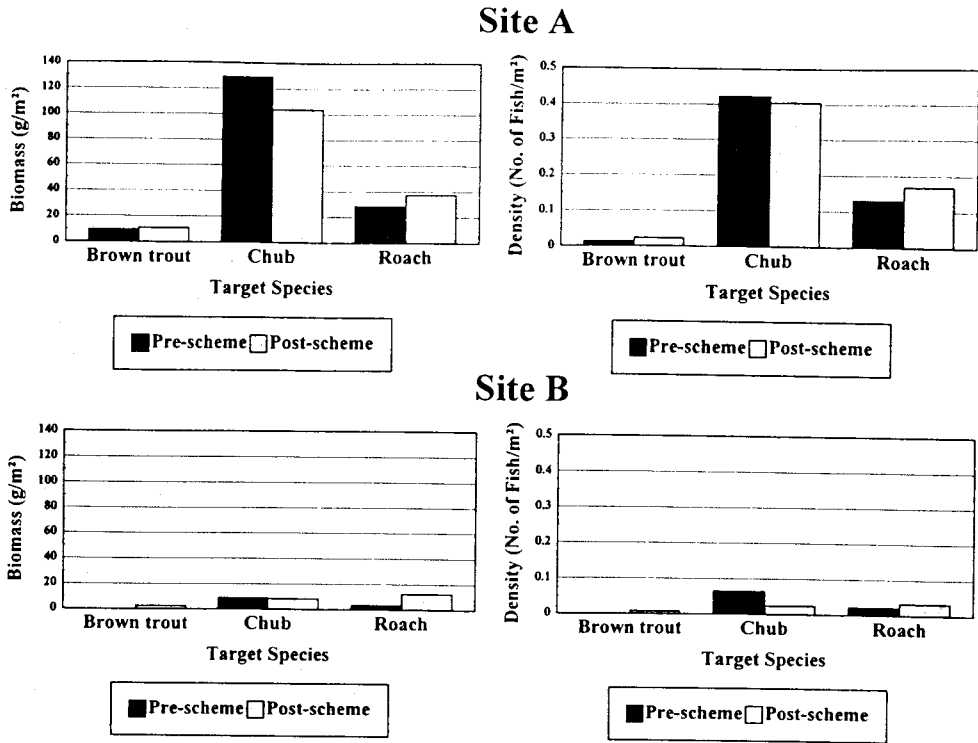 Site A
Biomass (g/m²)
140
120
100
80
60
40
20
0
Brown trout Chub Roach
Target Species
Pre-scheme Post-scheme
Density (No. of Fish/m²)
0.5
0.4
0.3
0.2
0.1
0
Brown trout Chub Roach
Target Species
Pre-scheme Post-scheme
Site B
Biomass (g/m²)
140
120
100
80
60
40
20
0
Brown trout Chub Roach
Target Species
Pre-scheme Post-scheme
Density (No. of Fish/m²)
0.5
0.4
0.3
0.2
0.1
0
Brown trout Chub Roach
Target Species
Pre-scheme Post-scheme